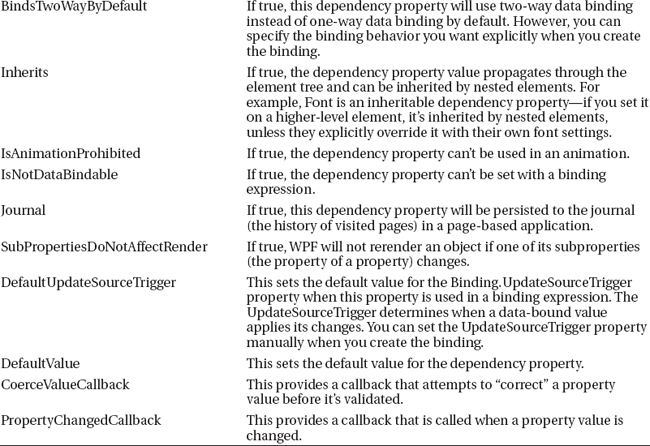 BindsTwoWayByDefault If true, this dependency property will use two-way data binding
instead of one-way data binding by default. However, you can
specify the binding behavior you want explicitly when you create
the binding.
Inherits If true, the dependency property value propagates through the
element tree and can be inherited by nested elements. For
example, Font is an inheritable dependency property—if you set it
on a higher-level element, it's inherited by nested elements,
unless they explicitly override it with their own font settings.
IsAnimationProhibited If true, the dependency property can't be used in an animation.
IsNotDataBindable If true, the dependency property can't be set with a binding
expression.
Journal If true, this dependency property will be persisted to the journal
(the history of visited pages) in a page-based application.
SubPropertiesDoNotAffectRender If true, WPF will not rerender an object if one of its subproperties
(the property of a property) changes.
DefaultUpdateSourceTrigger This sets the default value for the Binding.UpdateSourceTrigger
property when this property is used in a binding expression. The
UpdateSourceTrigger determines when a data-bound value
applies its changes. You can set the UpdateSourceTrigger property
manually when you create the binding.
DefaultValue This sets the default value for the dependency property.
CoerceValueCallback This provides a callback that attempts to “correct” a property
value before it's validated.
PropertyChangedCallback This provides a callback that is called when a property value is
changed.